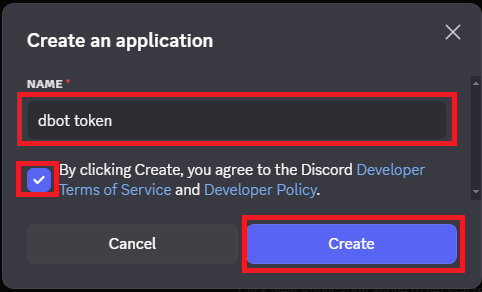 Create an application
NAME *
dbot token
By clicking Create, you agree to the Discord Developer
Terms of Service and Developer Policy.
Cancel
Create